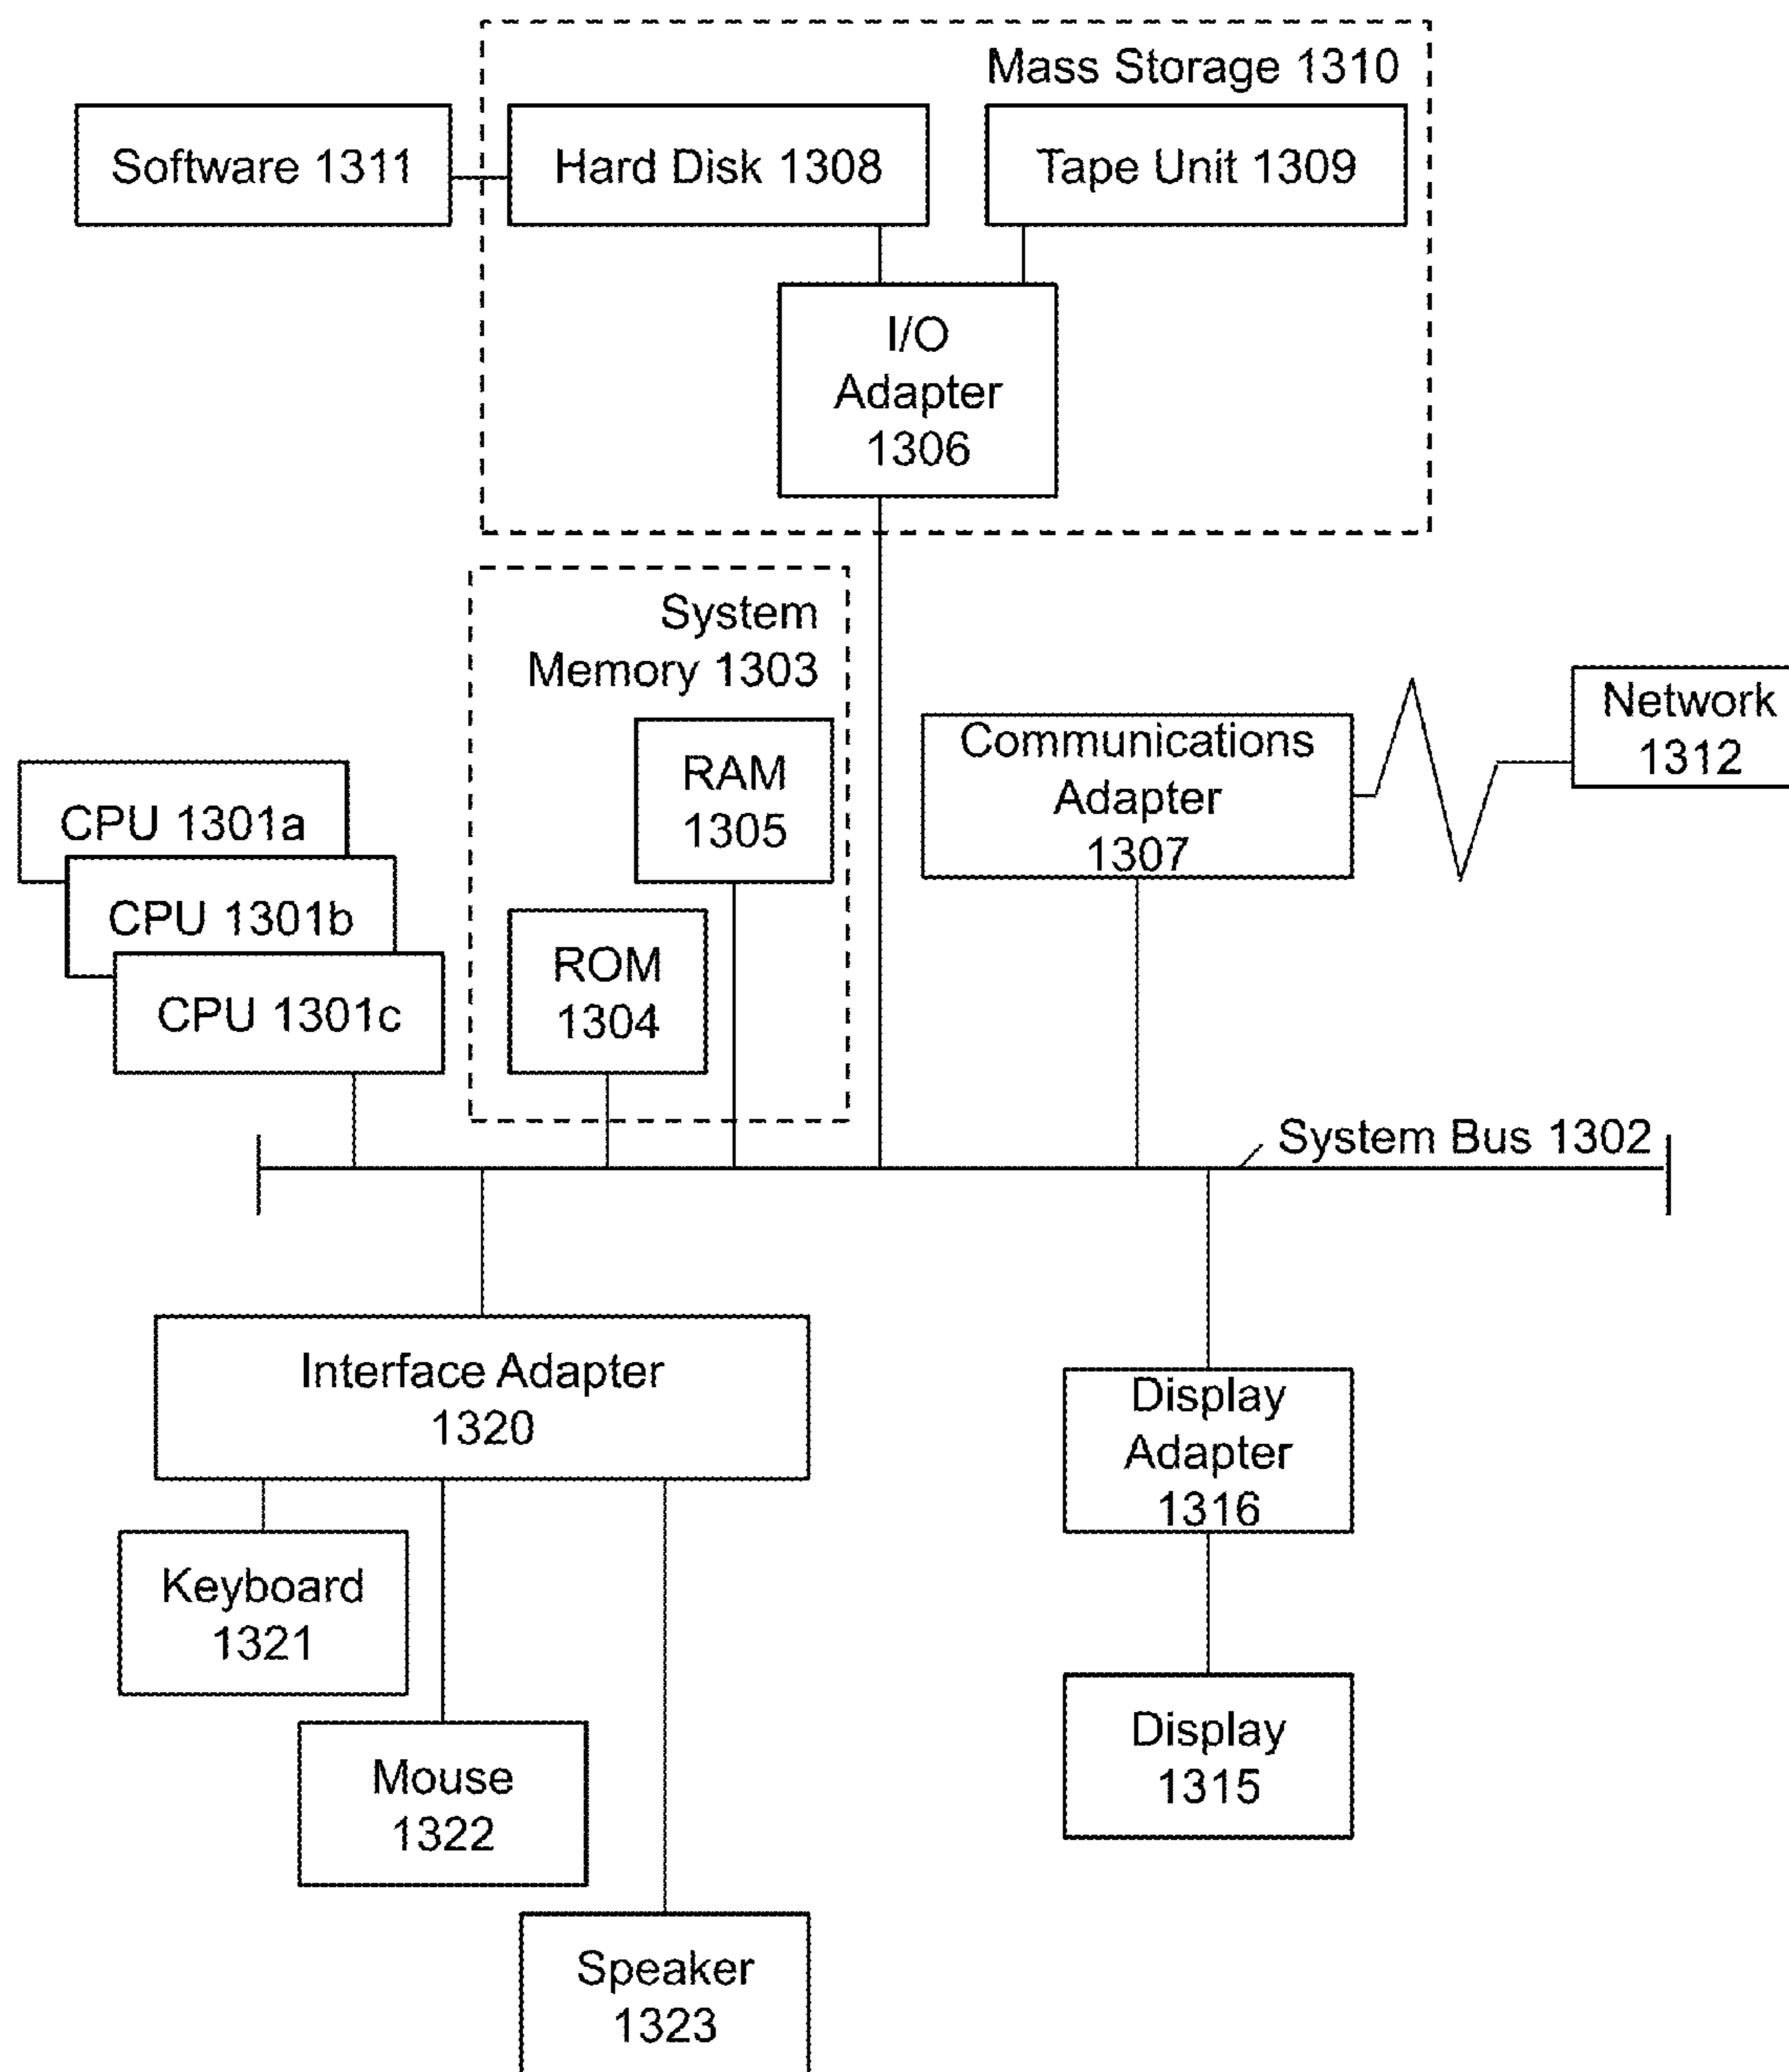 Mass Storage 1310
Software 1311
Hard Disk 1308
Tape Unit 1309
I/O
Adapter
1306
System
Memory 1303
RAM
1305
ROM
1304
Communications
Adapter
1307
Network
1312
CPU 1301a
CPU 1301b
CPU 1301c
System Bus 1302
Interface Adapter
1320
Display
Adapter
1316
Keyboard
1321
Mouse
1322
Speaker
1323
Display
1315